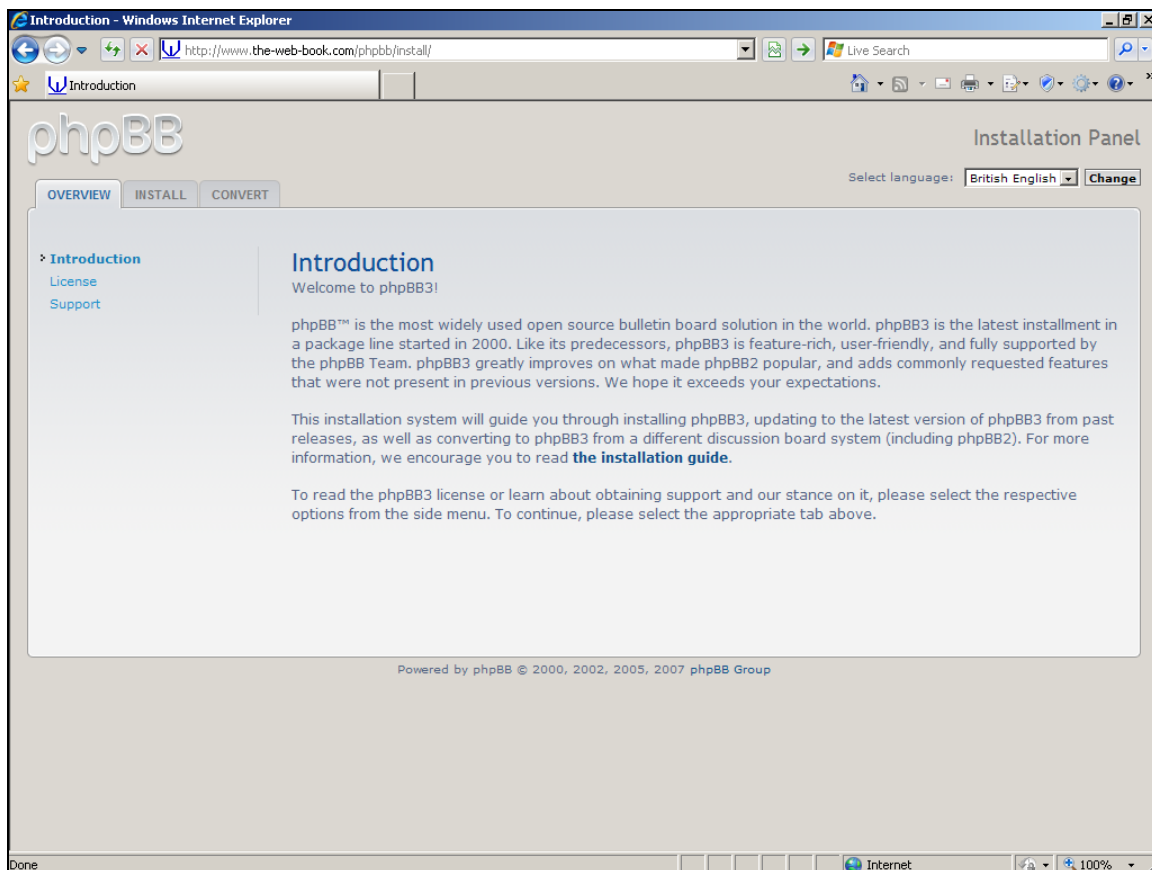 Introduction - Windows Internet Explorer
http://www.the-web-book.com/phpbb/install/
Live Search
Introduction
phpBB
Installation Panel
Select language: British English Change
OVERVIEW INSTALL CONVERT
Introduction
License
Support
Introduction
Welcome to phpBB3!
phpBB™ is the most widely used open source bulletin board solution in the world. phpBB3 is the latest installment in
a package line started in 2000. Like its predecessors, phpBB3 is feature-rich, user-friendly, and fully supported by
the phpBB Team. phpBB3 greatly improves on what made phpBB2 popular, and adds commonly requested features
that were not present in previous versions. We hope it exceeds your expectations.
This installation system will guide you through installing phpBB3, updating to the latest version of phpBB3 from past
releases, as well as converting to phpBB3 from a different discussion board system (including phpBB2). For more
information, we encourage you to read the installation guide.
To read the phpBB3 license or learn about obtaining support and our stance on it, please select the respective
options from the side menu. To continue, please select the appropriate tab above.
Powered by phpBB © 2000, 2002, 2005, 2007 phpBB Group
Done
Internet
100%